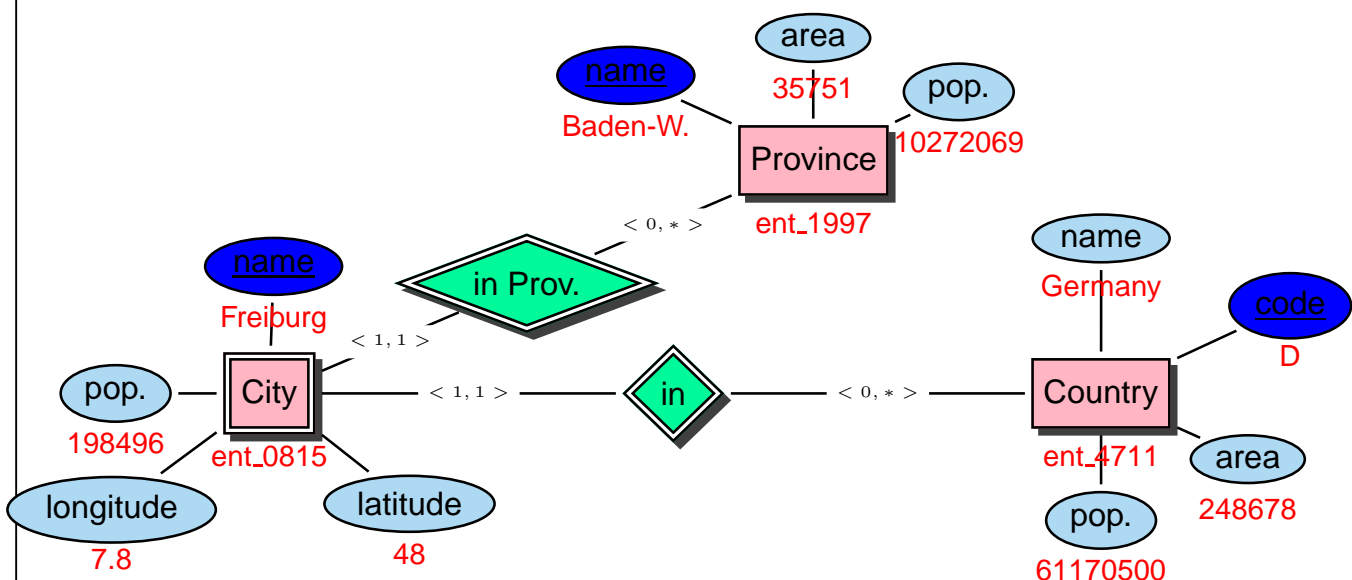 area
name
35751
pop.
Baden-W.
10272069
Province
< 0, ∗ >
ent_1997
name
name
in Prov.
Germany
code
Freiburg
< 1, 1 >
D
pop.
City
< 1, 1 >
in
< 0, ∗ >
Country
198496
ent_0815
ent_4711
area
longitude
latitude
248678
pop.
7.8
48
61170500